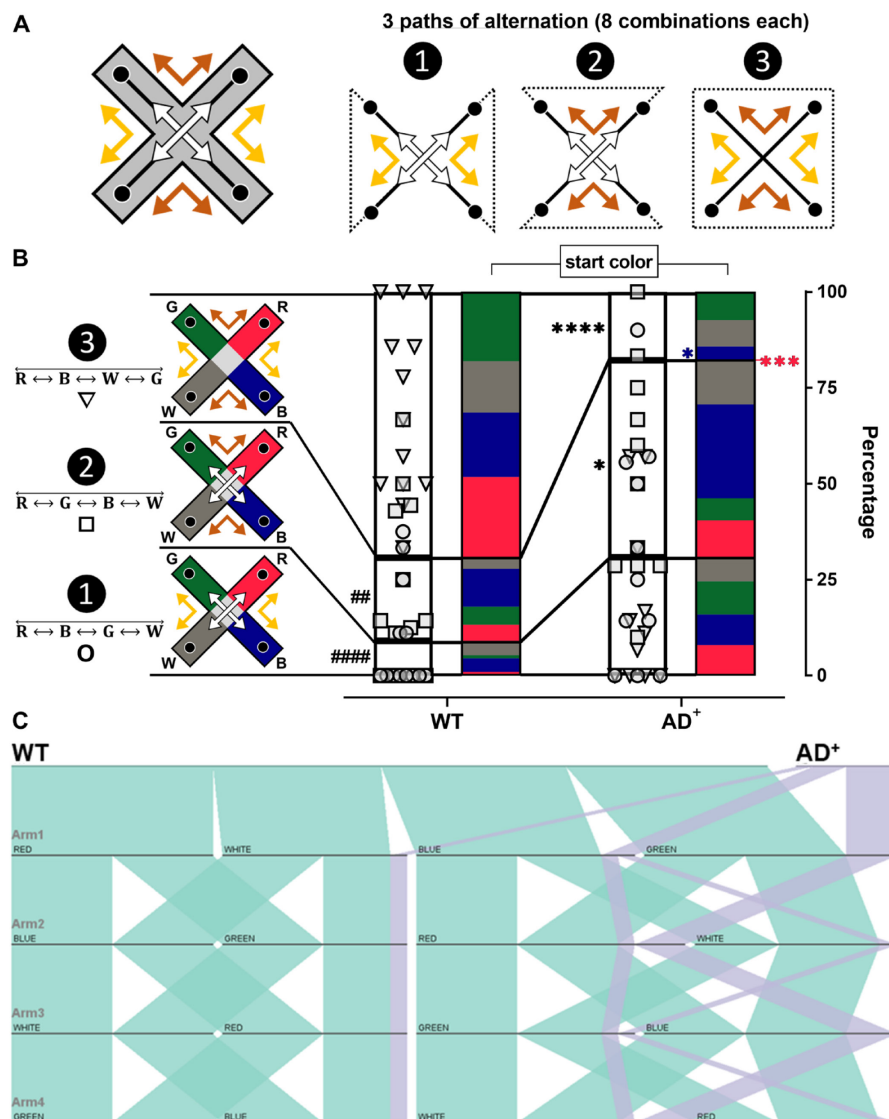 A
3 paths of alternation (8 combinations each)
1 2 3
B
start color
3
R ↔ B ↔ W ↔ G
G R
W B
2
R ↔ G ↔ B ↔ W
G R
W B
1
R ↔ B ↔ G ↔ W
O
G R
W B
##
####
****
*
*
***
100
75
50
25
0
Percentage
WT AD+
C
WT AD+
Arm1
RED WHITE BLUE GREEN
Arm2
BLUE GREEN RED WHITE
Arm3
WHITE RED GREEN BLUE
Arm4
GREEN BLUE WHITE RED